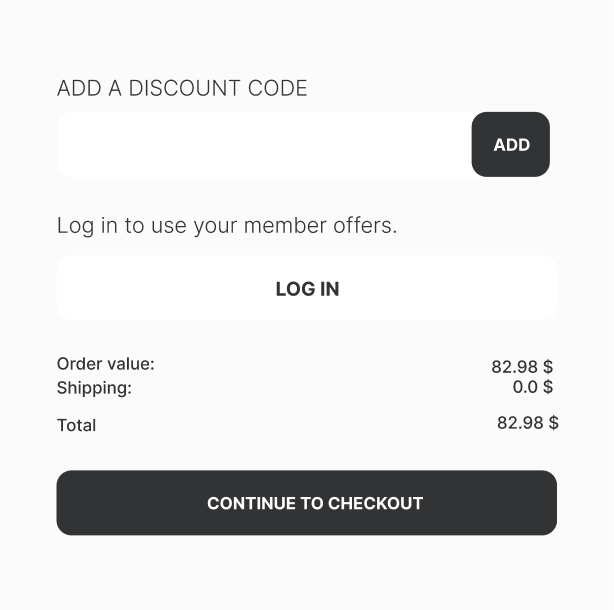 ADD A DISCOUNT CODE
ADD
Log in to use your member offers.
LOG IN
Order value: 82.98 $
Shipping: 0.0 $
Total 82.98 $
CONTINUE TO CHECKOUT